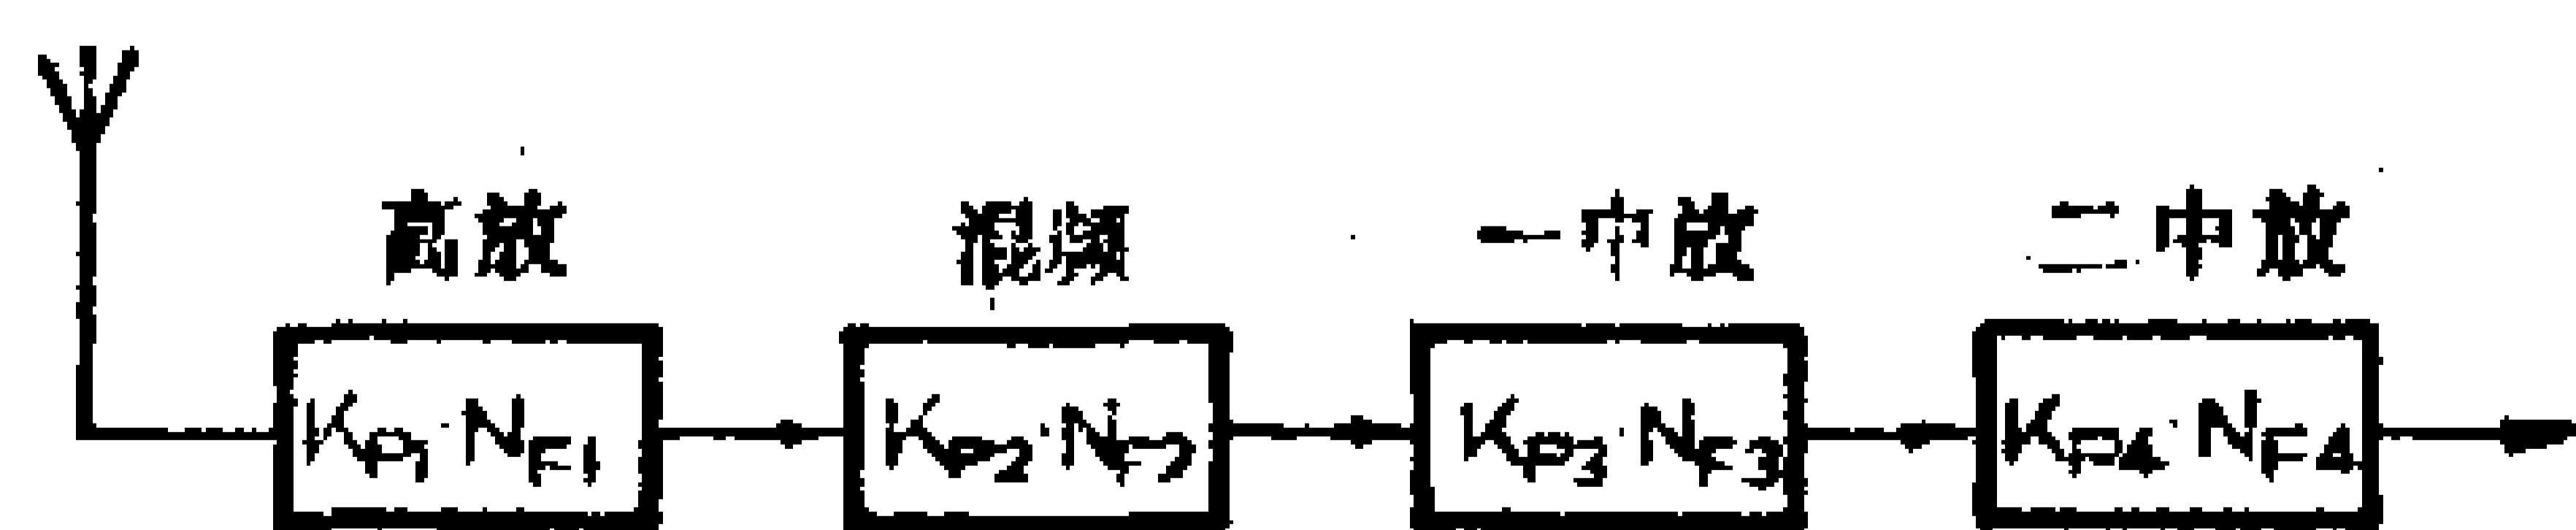 高放 混频 一中放 二中放
Kp1·NF1 Kp2·NF2 Kp3·NF3 Kp4·NF4